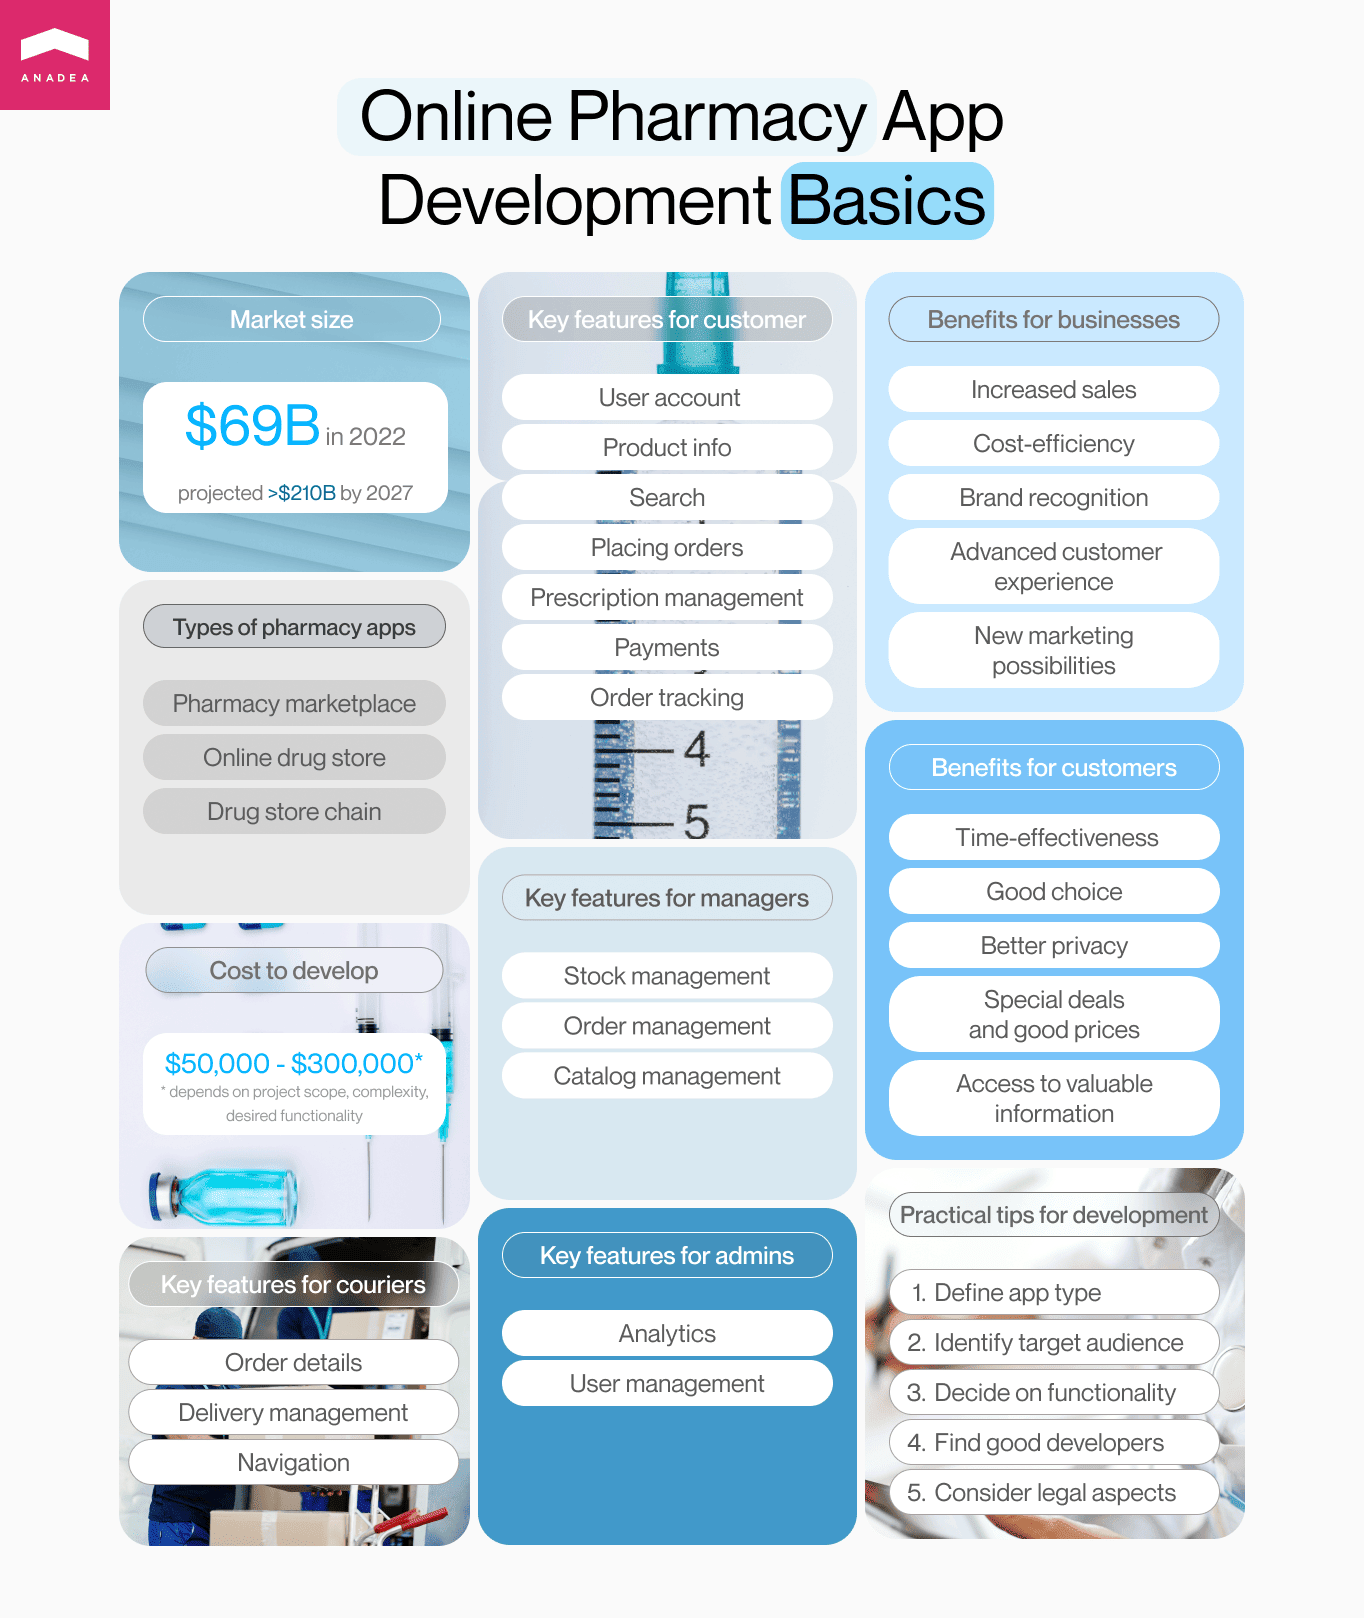 ANADEA
Online Pharmacy App
Development Basics
Market size
$69B in 2022
projected >$210B by 2027
Types of pharmacy apps
Pharmacy marketplace
Online drug store
Drug store chain
Cost to develop
$50,000 - $300,000*
* depends on project scope, complexity,
desired functionality
Key features for couriers
Order details
Delivery management
Navigation
Key features for customer
User account
Product info
Search
Placing orders
Prescription management
Payments
Order tracking
4
5
Key features for managers
Stock management
Order management
Catalog management
Key features for admins
Analytics
User management
Benefits for businesses
Increased sales
Cost-efficiency
Brand recognition
Advanced customer
experience
New marketing
possibilities
Benefits for customers
Time-effectiveness
Good choice
Better privacy
Special deals
and good prices
Access to valuable
information
Practical tips for development
1. Define app type
2. Identify target audience
3. Decide on functionality
4. Find good developers
5. Consider legal aspects